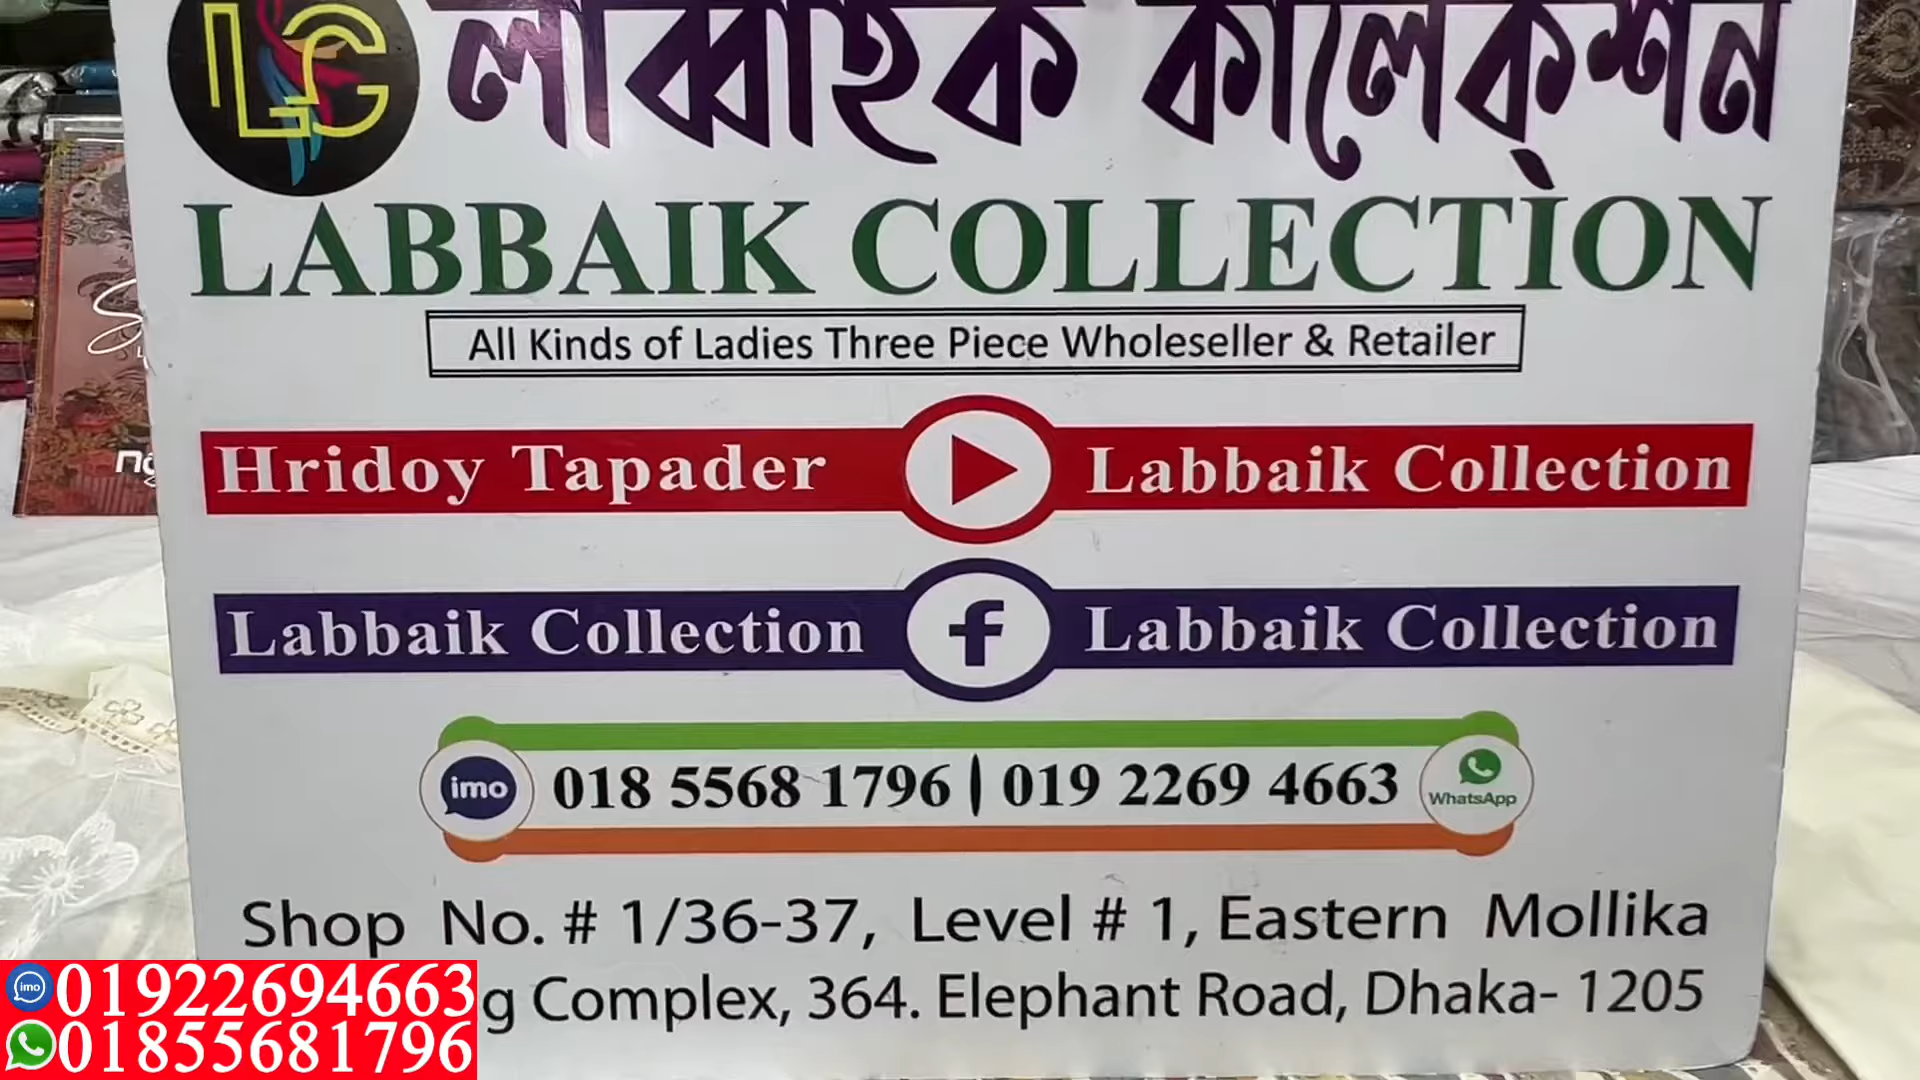 LC
লাব্বাইক কালেক্শন
LABBAIK COLLECTION
All Kinds of Ladies Three Piece Wholeseller & Retailer
Hridoy Tapader Labbaik Collection
Labbaik Collection f Labbaik Collection
imo 018 5568 1796 | 019 2269 4663 WhatsApp
Shop No. # 1/36-37, Level # 1, Eastern Mollika
g Complex, 364. Elephant Road, Dhaka- 1205
imo 01922694663
01855681796